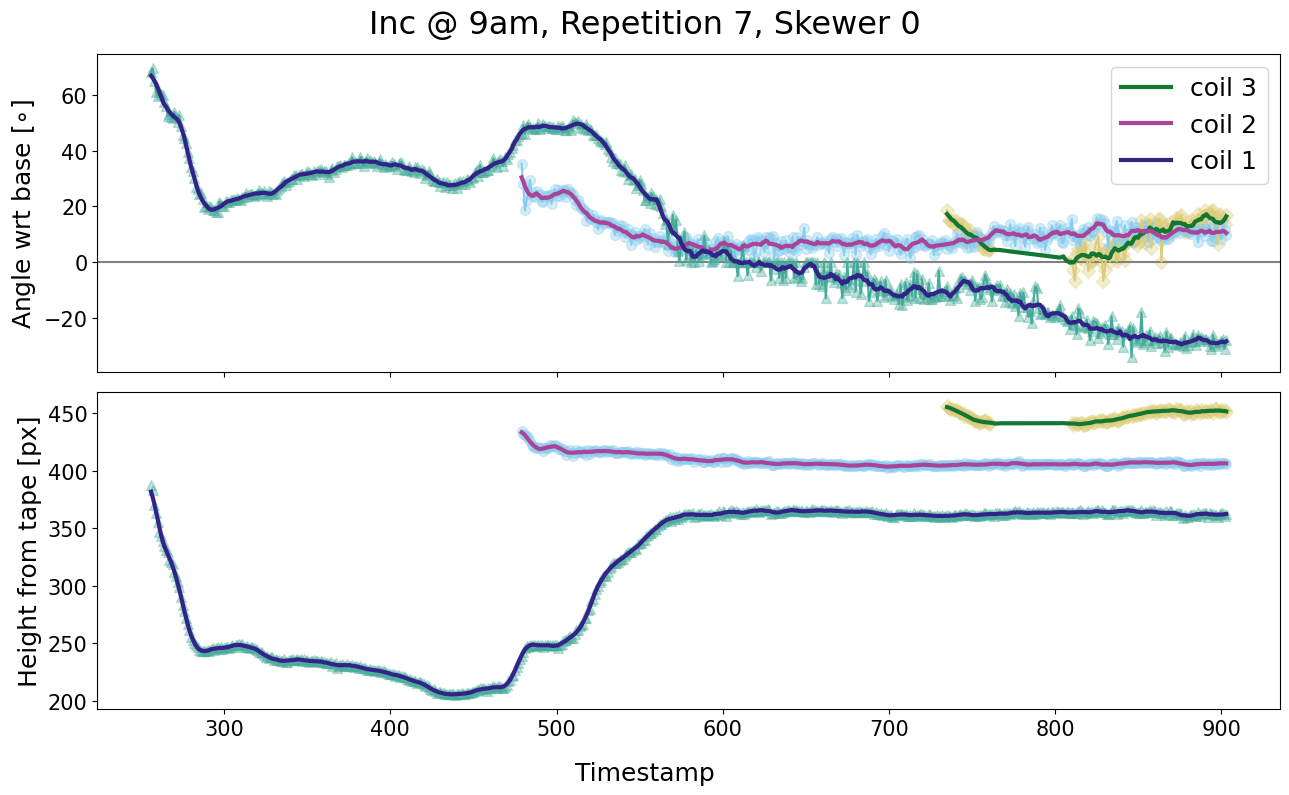 Inc @ 9am, Repetition 7, Skewer 0
Angle wrt base [∘]
60
40
20
0
−20
coil 3
coil 2
coil 1
Height from tape [px]
450
400
350
300
250
200
300 400 500 600 700 800 900
Timestamp